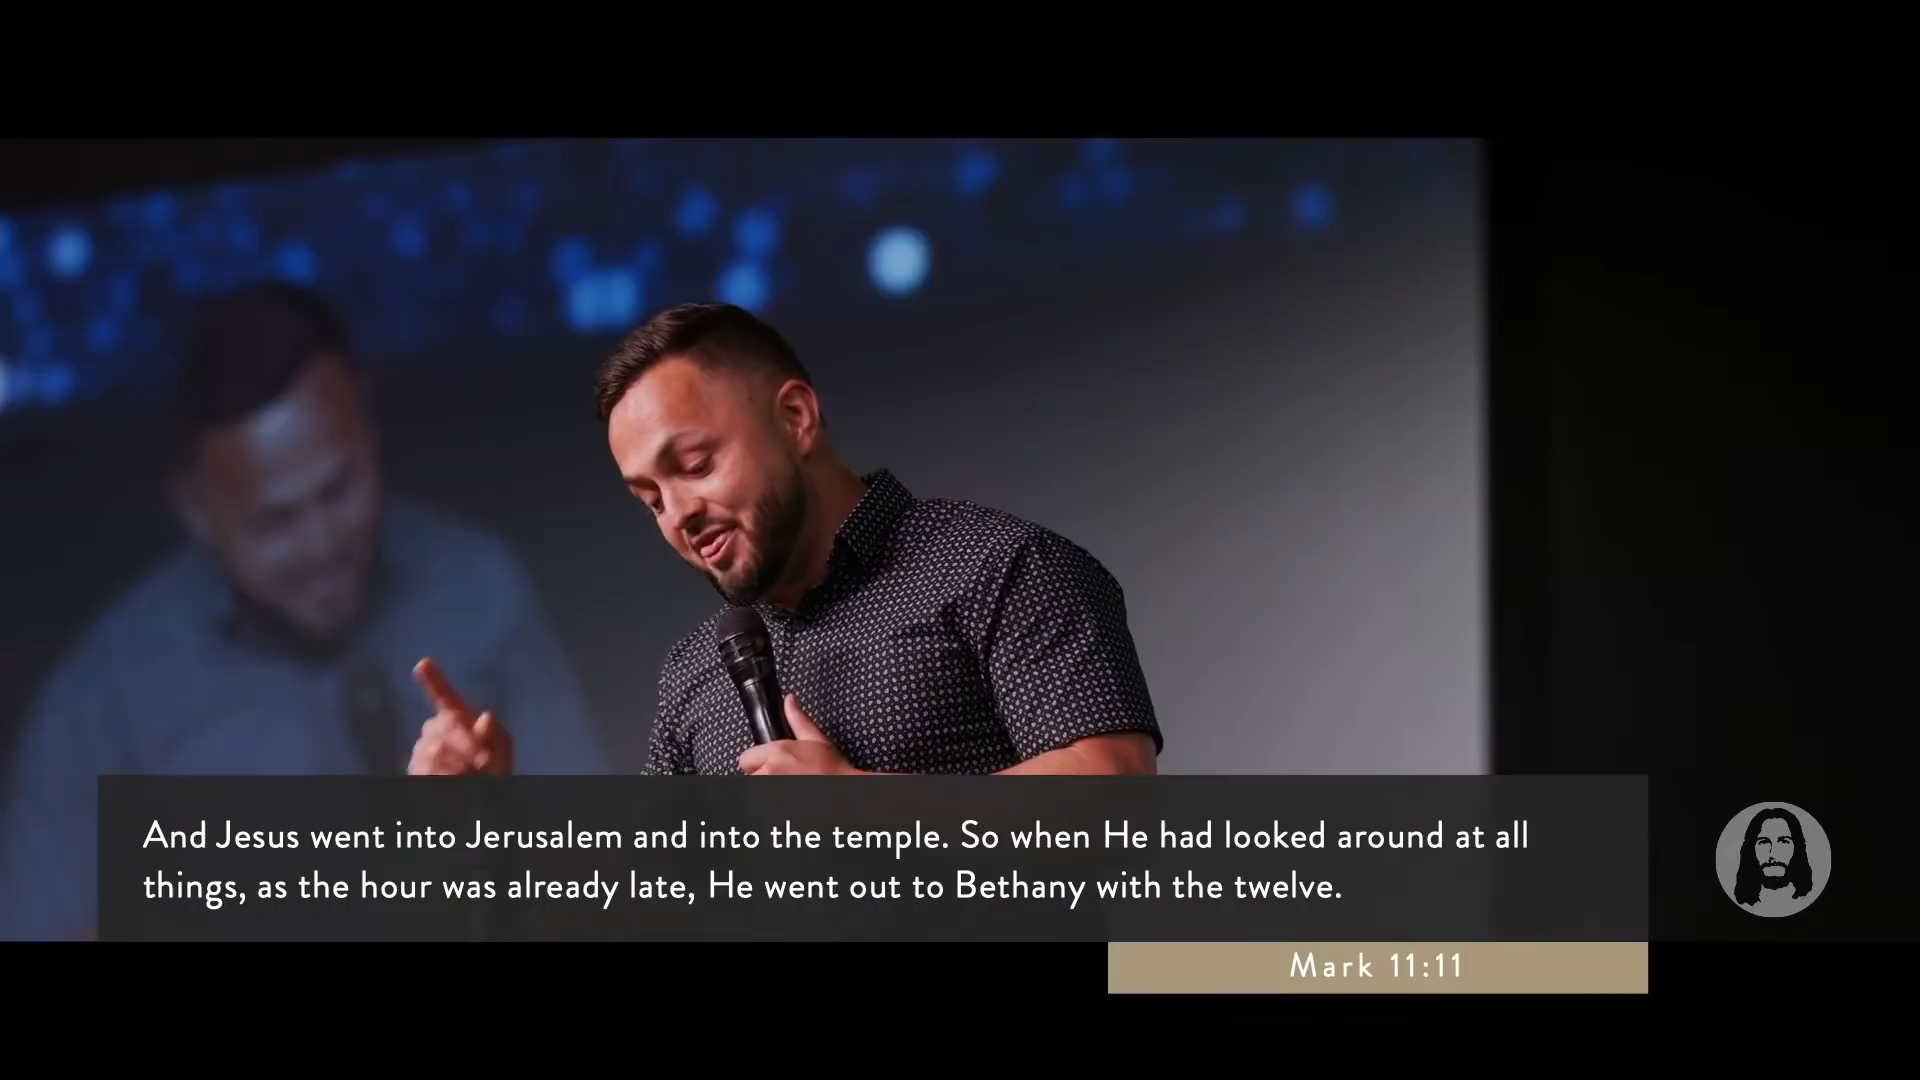 And Jesus went into Jerusalem and into the temple. So when He had looked around at all
things, as the hour was already late, He went out to Bethany with the twelve.
Mark 11:11